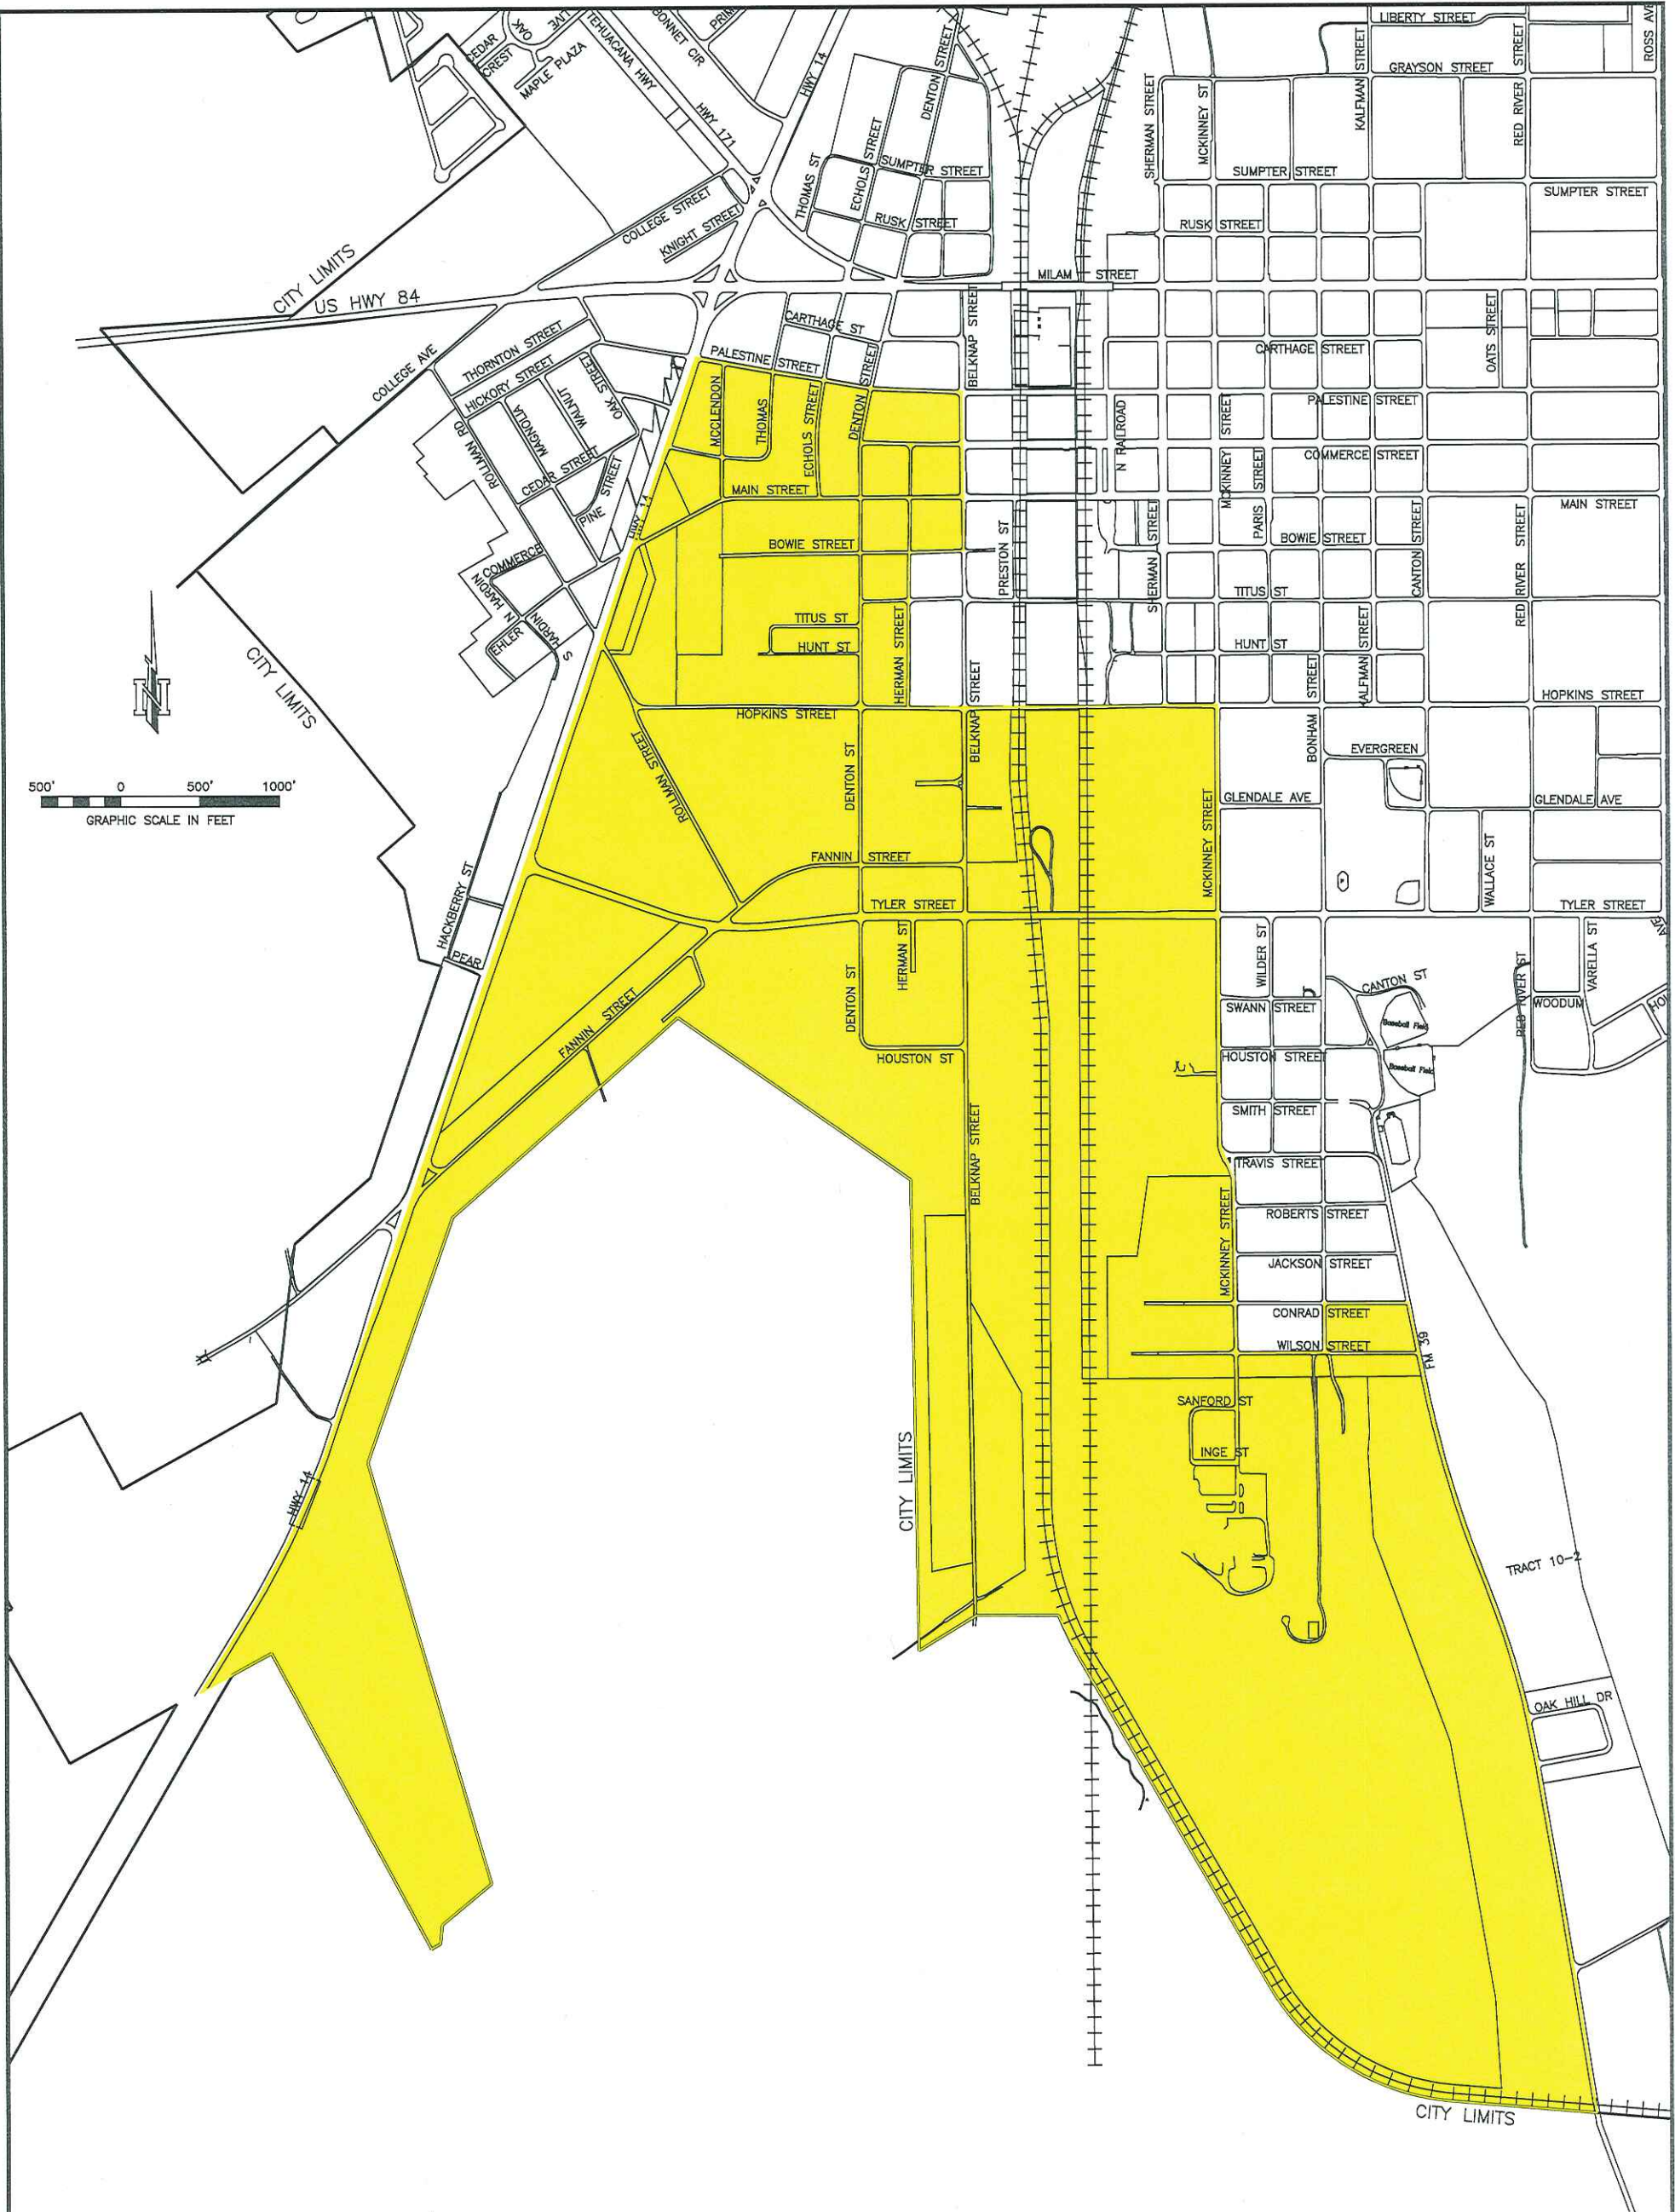 LIBERTY STREET
ROSS AVE
BONNET CIR
TEHUACANA HWY
CEDAR CREST
LIVE OAK
MAPLE PLAZA
HWY 14
HWY 171
DENTON STREET
GRAYSON STREET
KALFMAN STREET
RED RIVER STREET
SHERMAN STREET
MCKINNEY ST
THOMAS ST
ECHOLS STREET
SUMPTER STREET
SUMPTER STREET
SUMPTER STREET
COLLEGE STREET
KNIGHT STREET
RUSK STREET
RUSK STREET
CITY LIMITS
US HWY 84
MILAM STREET
COLLEGE AVE
THORNTON STREET
HICKORY STREET
CARTHAGE ST
PALESTINE STREET
BELKNAP STREET
CARTHAGE STREET
OATS STREET
ROLLMAN RD
MAGNOLIA
WALNUT
OAK STREET
CEDAR STREET
PINE STREET
MCCLENDON
THOMAS
ECHOLS STREET
DENTON STREET
N RAILROAD
PALESTINE STREET
MCKINNEY STREET
PARIS STREET
COMMERCE STREET
MAIN STREET
MAIN STREET
HWY 14
BOWIE STREET
BOWIE STREET
PRESTON ST
SHERMAN STREET
CANTON STREET
RED RIVER STREET
COMMERCE
N HARDIN
S HARDIN
EHLER
TITUS ST
HUNT ST
TITUS ST
HUNT ST
HERMAN STREET
BELKNAP STREET
KALFMAN STREET
BONHAM STREET
CITY LIMITS
N
HOPKINS STREET
HOPKINS STREET
ROLLMAN STREET
DENTON ST
EVERGREEN
500' 0 500' 1000'
GRAPHIC SCALE IN FEET
GLENDALE AVE
GLENDALE AVE
MCKINNEY STREET
FANNIN STREET
WALLACE ST
HACKBERRY ST
TYLER STREET
TYLER STREET
PEAR
HERMAN ST
DENTON ST
WILDER ST
CANTON ST
RED RIVER ST
VARELLA ST
AVE
WOODUM
SWANN STREET
Baseball Field
FANNIN STREET
HOUSTON ST
HOUSTON STREET
Baseball Field
SMITH STREET
BELKNAP STREET
TRAVIS STREET
MCKINNEY STREET
ROBERTS STREET
JACKSON STREET
CONRAD STREET
WILSON STREET
FM 39
SANFORD ST
INGE ST
CITY LIMITS
HWY 14
TRACT 10-2
OAK HILL DR
CITY LIMITS